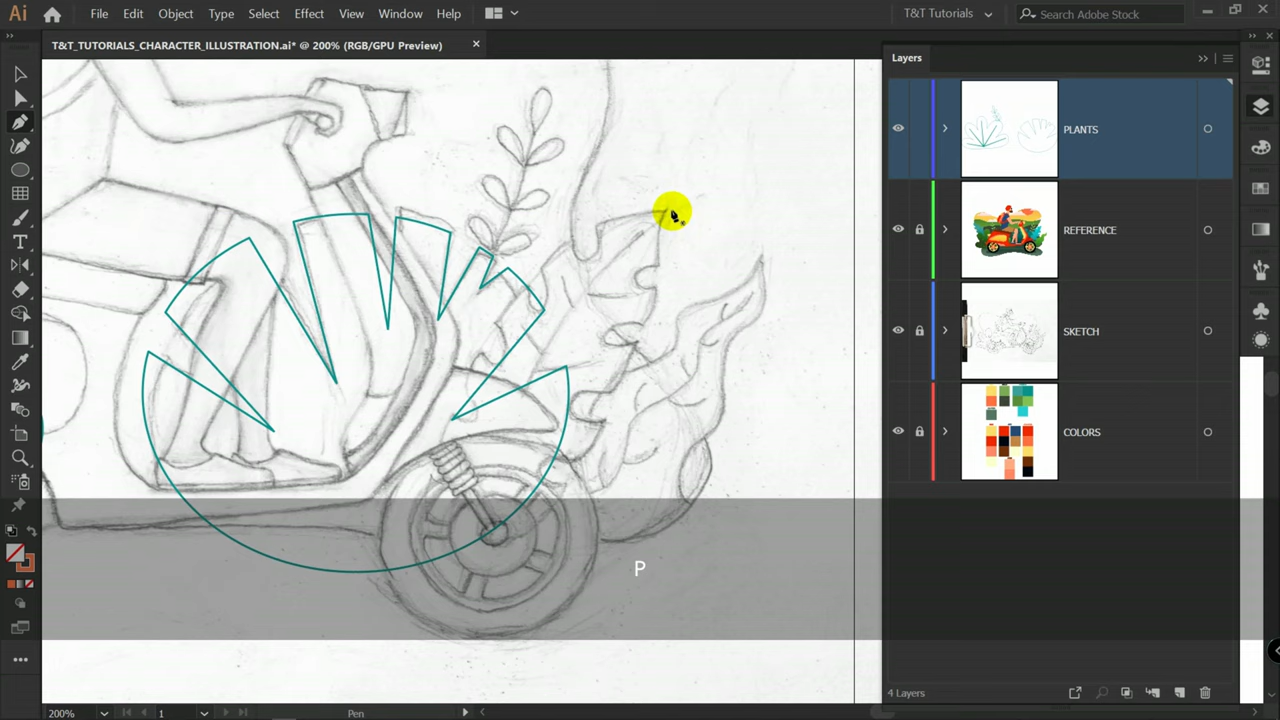 Ai File Edit Object Type Select Effect View Window Help T&T Tutorials Search Adobe Stock
T&T_TUTORIALS_CHARACTER_ILLUSTRATION.ai* @ 200% (RGB/GPU Preview)
Layers
PLANTS
REFERENCE
SKETCH
COLORS
P
4 Layers
200% 1 Pen